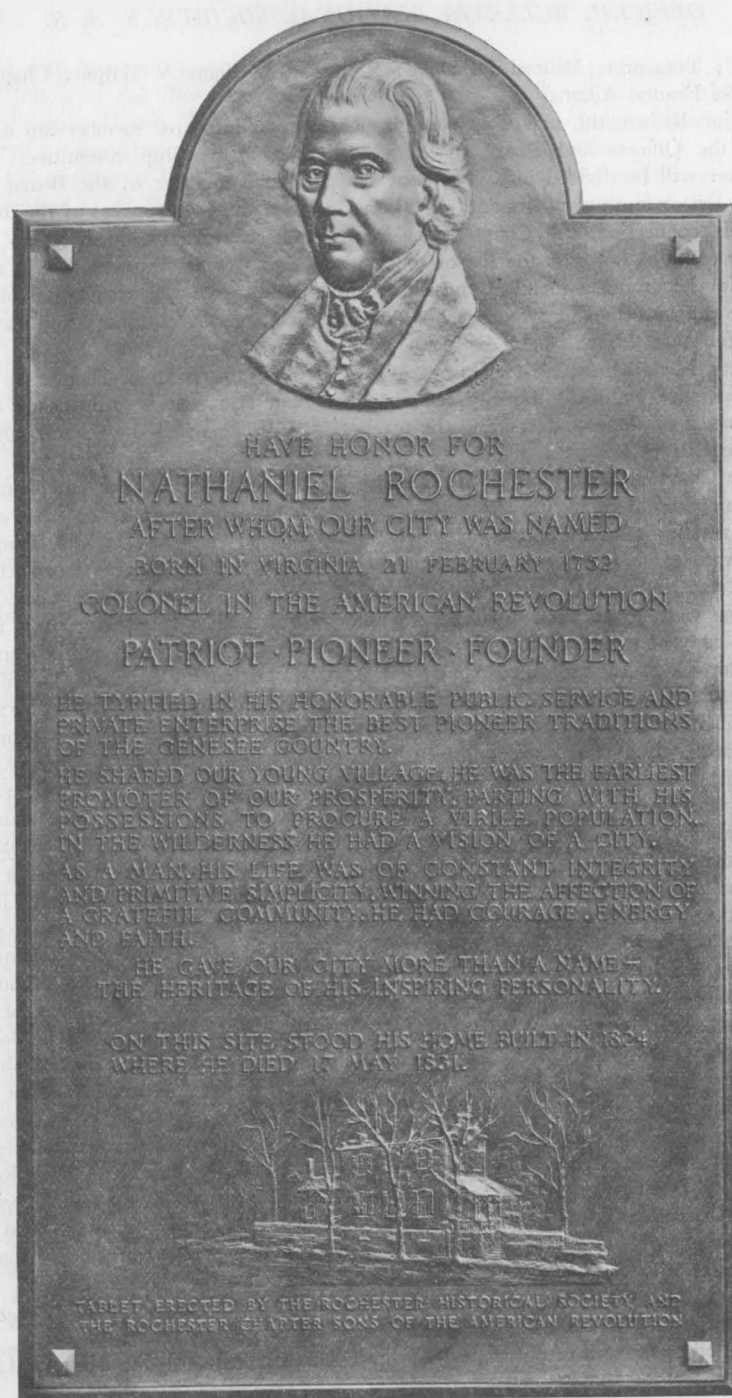 HAVE HONOR FOR
NATHANIEL ROCHESTER
AFTER WHOM OUR CITY WAS NAMED
BORN IN VIRGINIA 21 FEBRUARY 1752
COLONEL IN THE AMERICAN REVOLUTION
PATRIOT · PIONEER · FOUNDER
HE TYPIFIED IN HIS HONORABLE PUBLIC SERVICE AND
PRIVATE ENTERPRISE THE BEST PIONEER TRADITIONS
OF THE GENESEE COUNTRY.
HE SHAPED OUR YOUNG VILLAGE, HE WAS THE EARLIEST
PROMOTER OF OUR PROSPERITY, PARTING WITH HIS
POSSESSIONS TO PROCURE A VIRILE POPULATION.
IN THE WILDERNESS HE HAD A VISION OF A CITY.
AS A MAN, HIS LIFE WAS OF CONSTANT INTEGRITY
AND PRIMITIVE SIMPLICITY, WINNING THE AFFECTION OF
A GRATEFUL COMMUNITY. HE HAD COURAGE, ENERGY
AND FAITH.
HE GAVE OUR CITY MORE THAN A NAME—
THE HERITAGE OF HIS INSPIRING PERSONALITY.
ON THIS SITE STOOD HIS HOME BUILT IN 1824
WHERE HE DIED 17 MAY 1831.
TABLET ERECTED BY THE ROCHESTER HISTORICAL SOCIETY AND
THE ROCHESTER CHAPTER SONS OF THE AMERICAN REVOLUTION